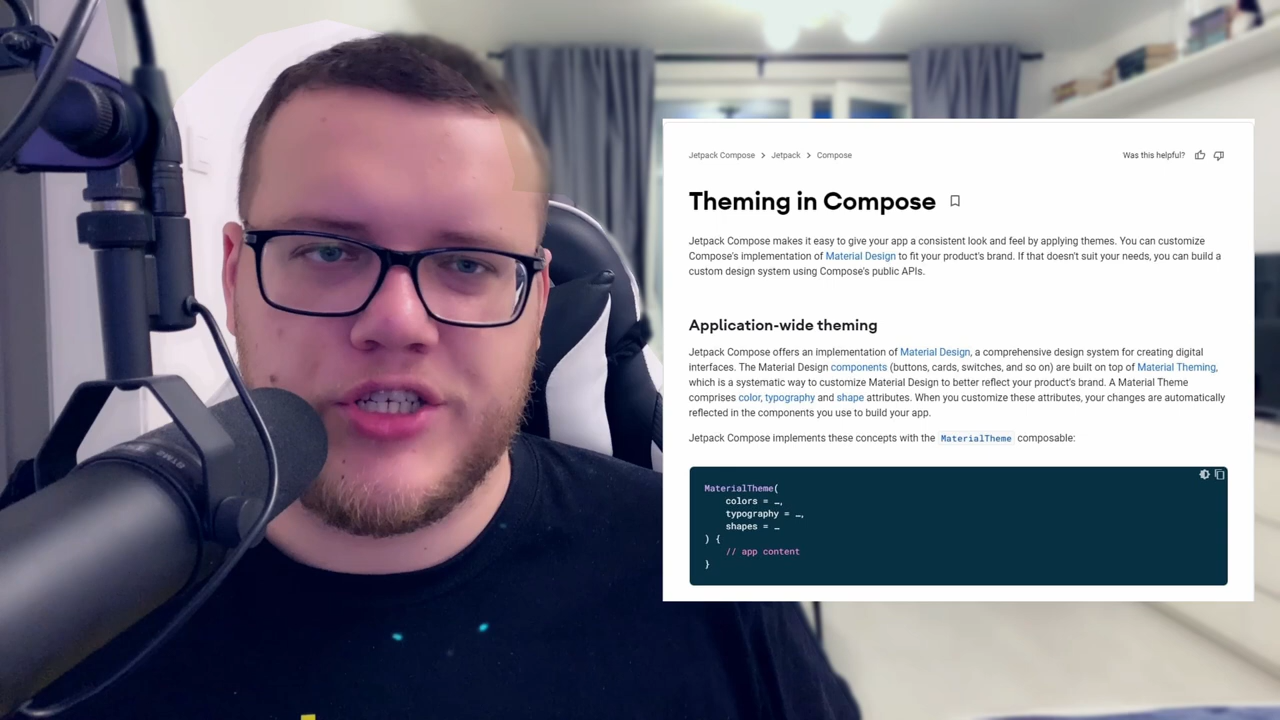 Jetpack Compose > Jetpack > Compose
Was this helpful?
Theming in Compose
Jetpack Compose makes it easy to give your app a consistent look and feel by applying themes. You can customize
Compose's implementation of Material Design to fit your product's brand. If that doesn't suit your needs, you can build a
custom design system using Compose's public APIs.
Application-wide theming
Jetpack Compose offers an implementation of Material Design, a comprehensive design system for creating digital
interfaces. The Material Design components (buttons, cards, switches, and so on) are built on top of Material Theming,
which is a systematic way to customize Material Design to better reflect your product's brand. A Material Theme
comprises color, typography and shape attributes. When you customize these attributes, your changes are automatically
reflected in the components you use to build your app.
Jetpack Compose implements these concepts with the MaterialTheme composable:
MaterialTheme(
    colors = …,
    typography = …,
    shapes = …
) {
    // app content
}